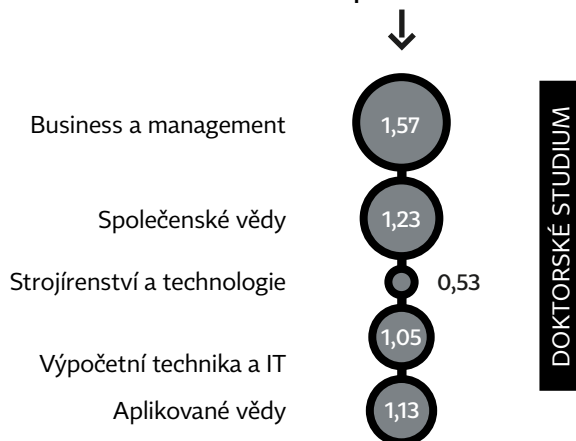 Business a management
1,57
Společenské vědy
1,23
Strojírenství a technologie
0,53
Výpočetní technika a IT
1,05
Aplikované vědy
1,13
DOKTORSKÉ STUDIUM